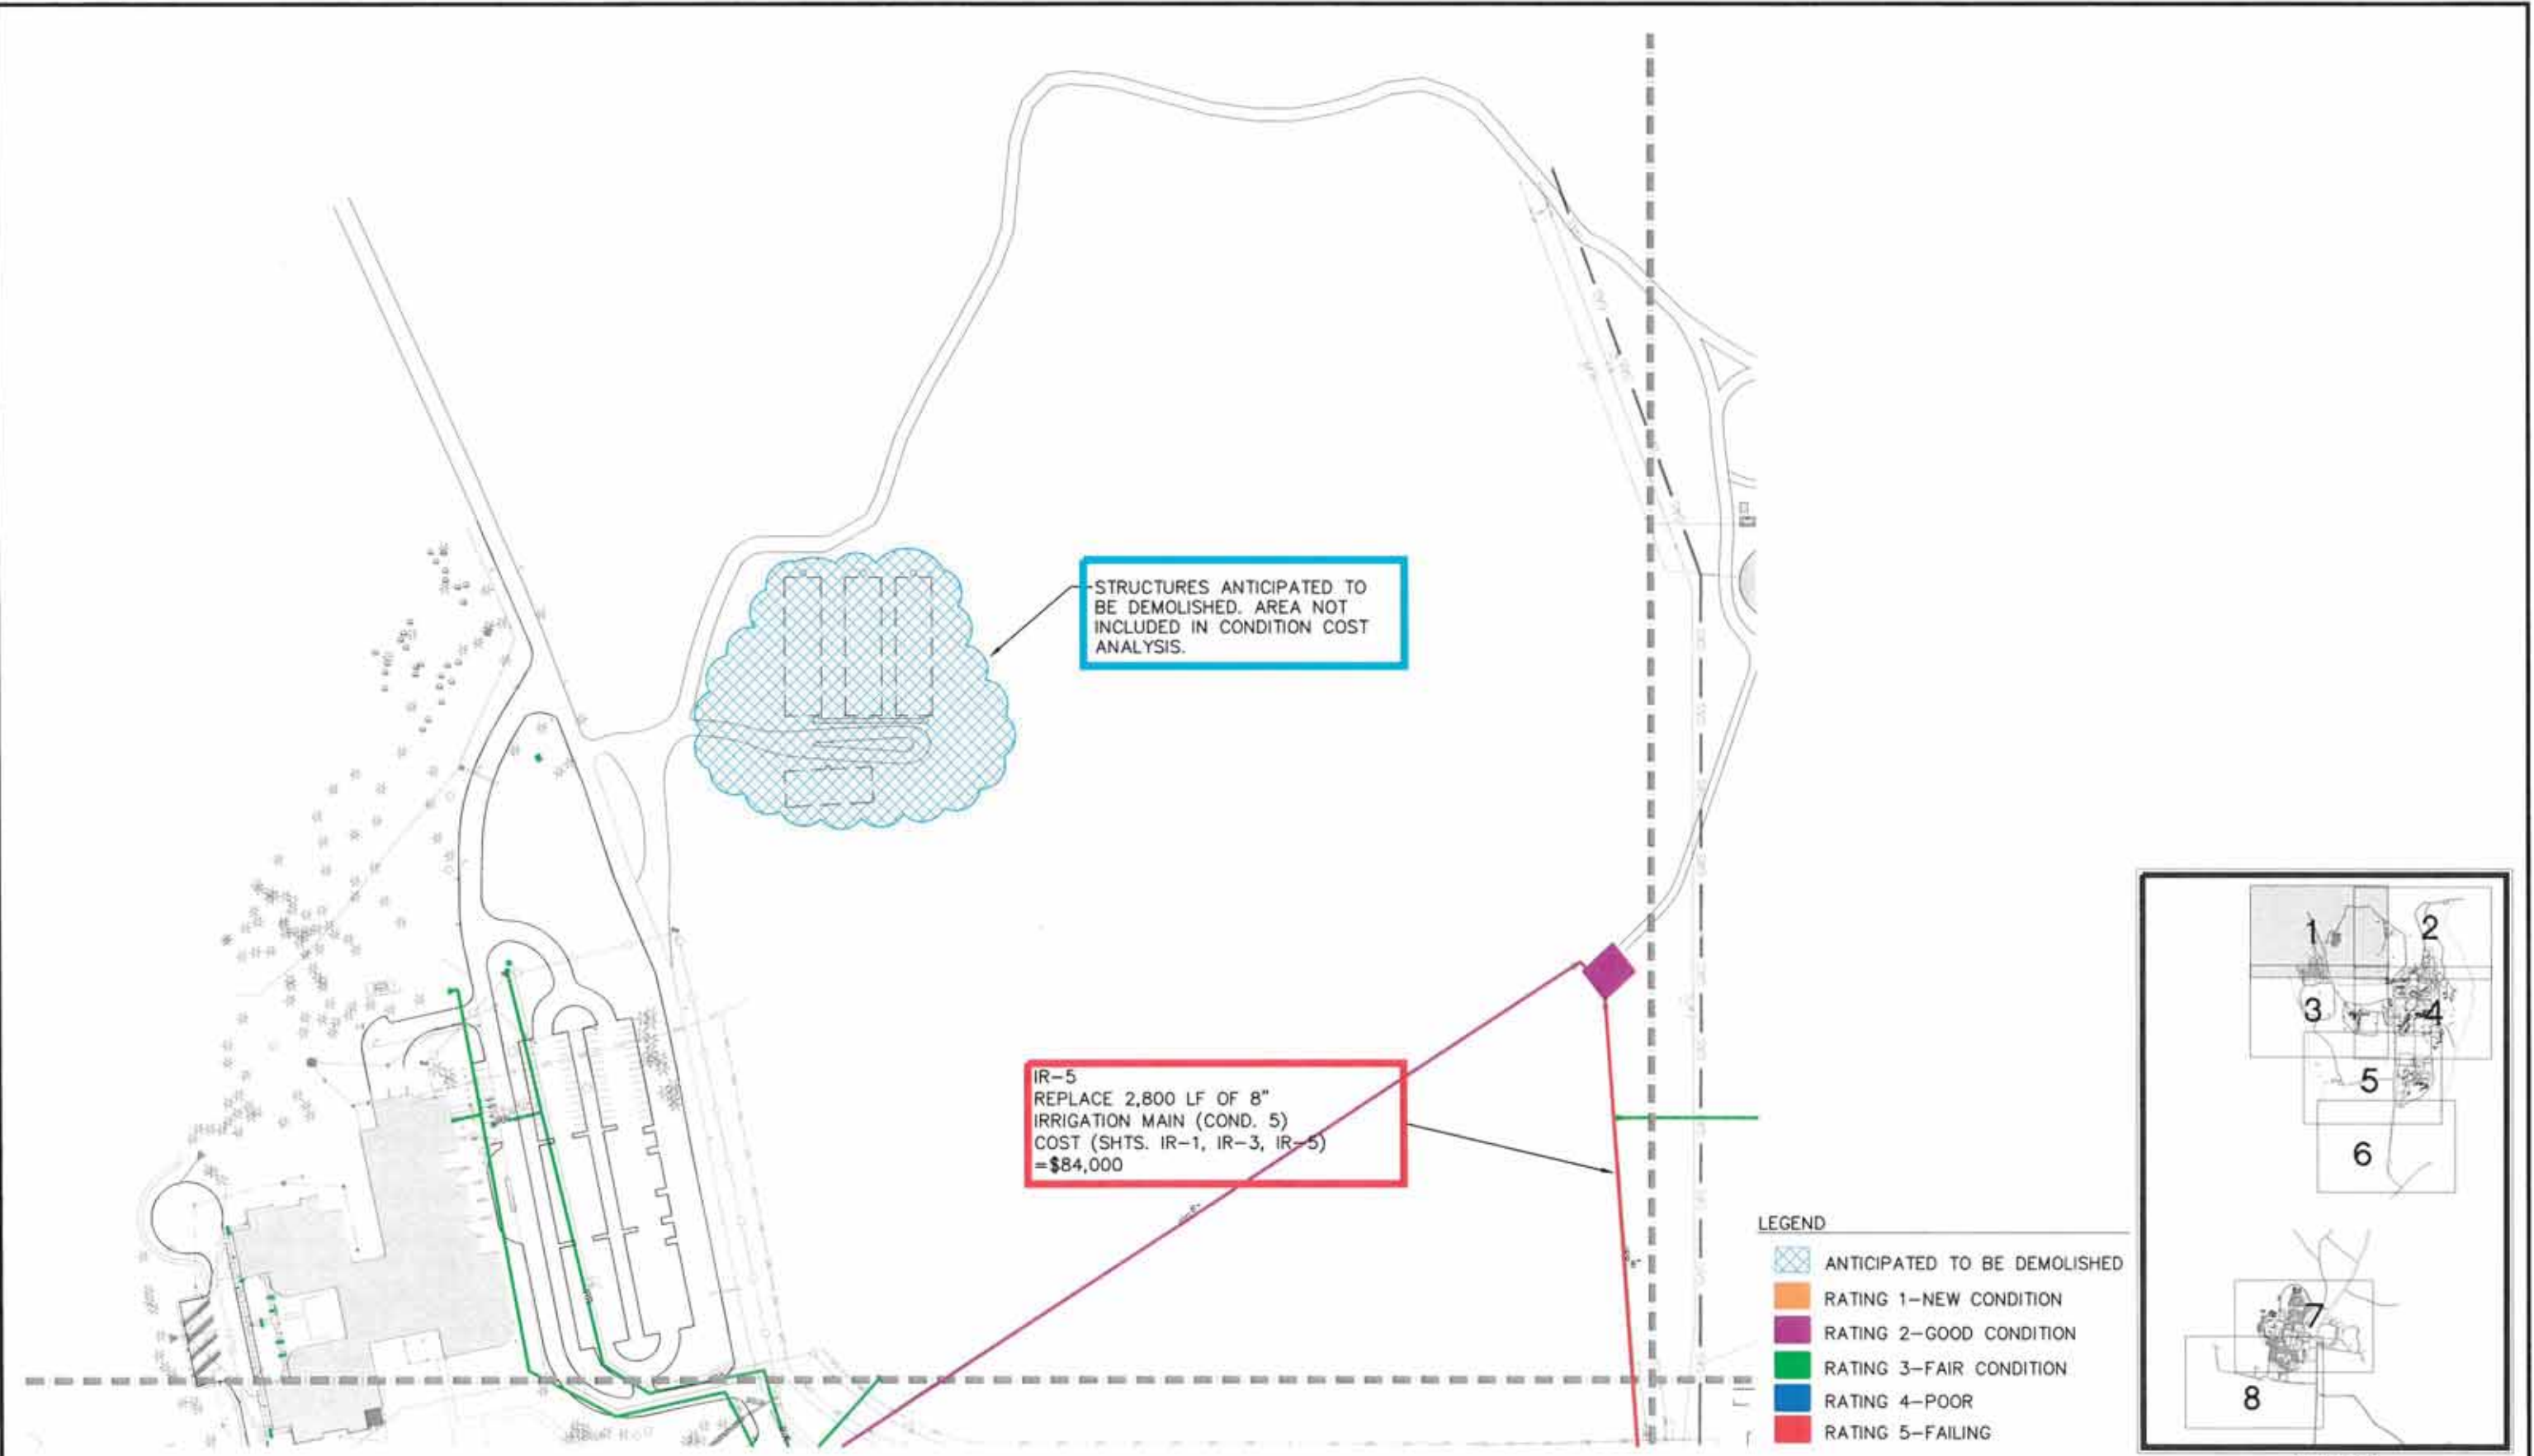 STRUCTURES ANTICIPATED TO
BE DEMOLISHED. AREA NOT
INCLUDED IN CONDITION COST
ANALYSIS.
IR-5
REPLACE 2,800 LF OF 8"
IRRIGATION MAIN (COND. 5)
COST (SHTS. IR-1, IR-3, IR-5)
=$84,000
LEGEND
ANTICIPATED TO BE DEMOLISHED
RATING 1-NEW CONDITION
RATING 2-GOOD CONDITION
RATING 3-FAIR CONDITION
RATING 4-POOR
RATING 5-FAILING
1
2
3
4
5
6
7
8